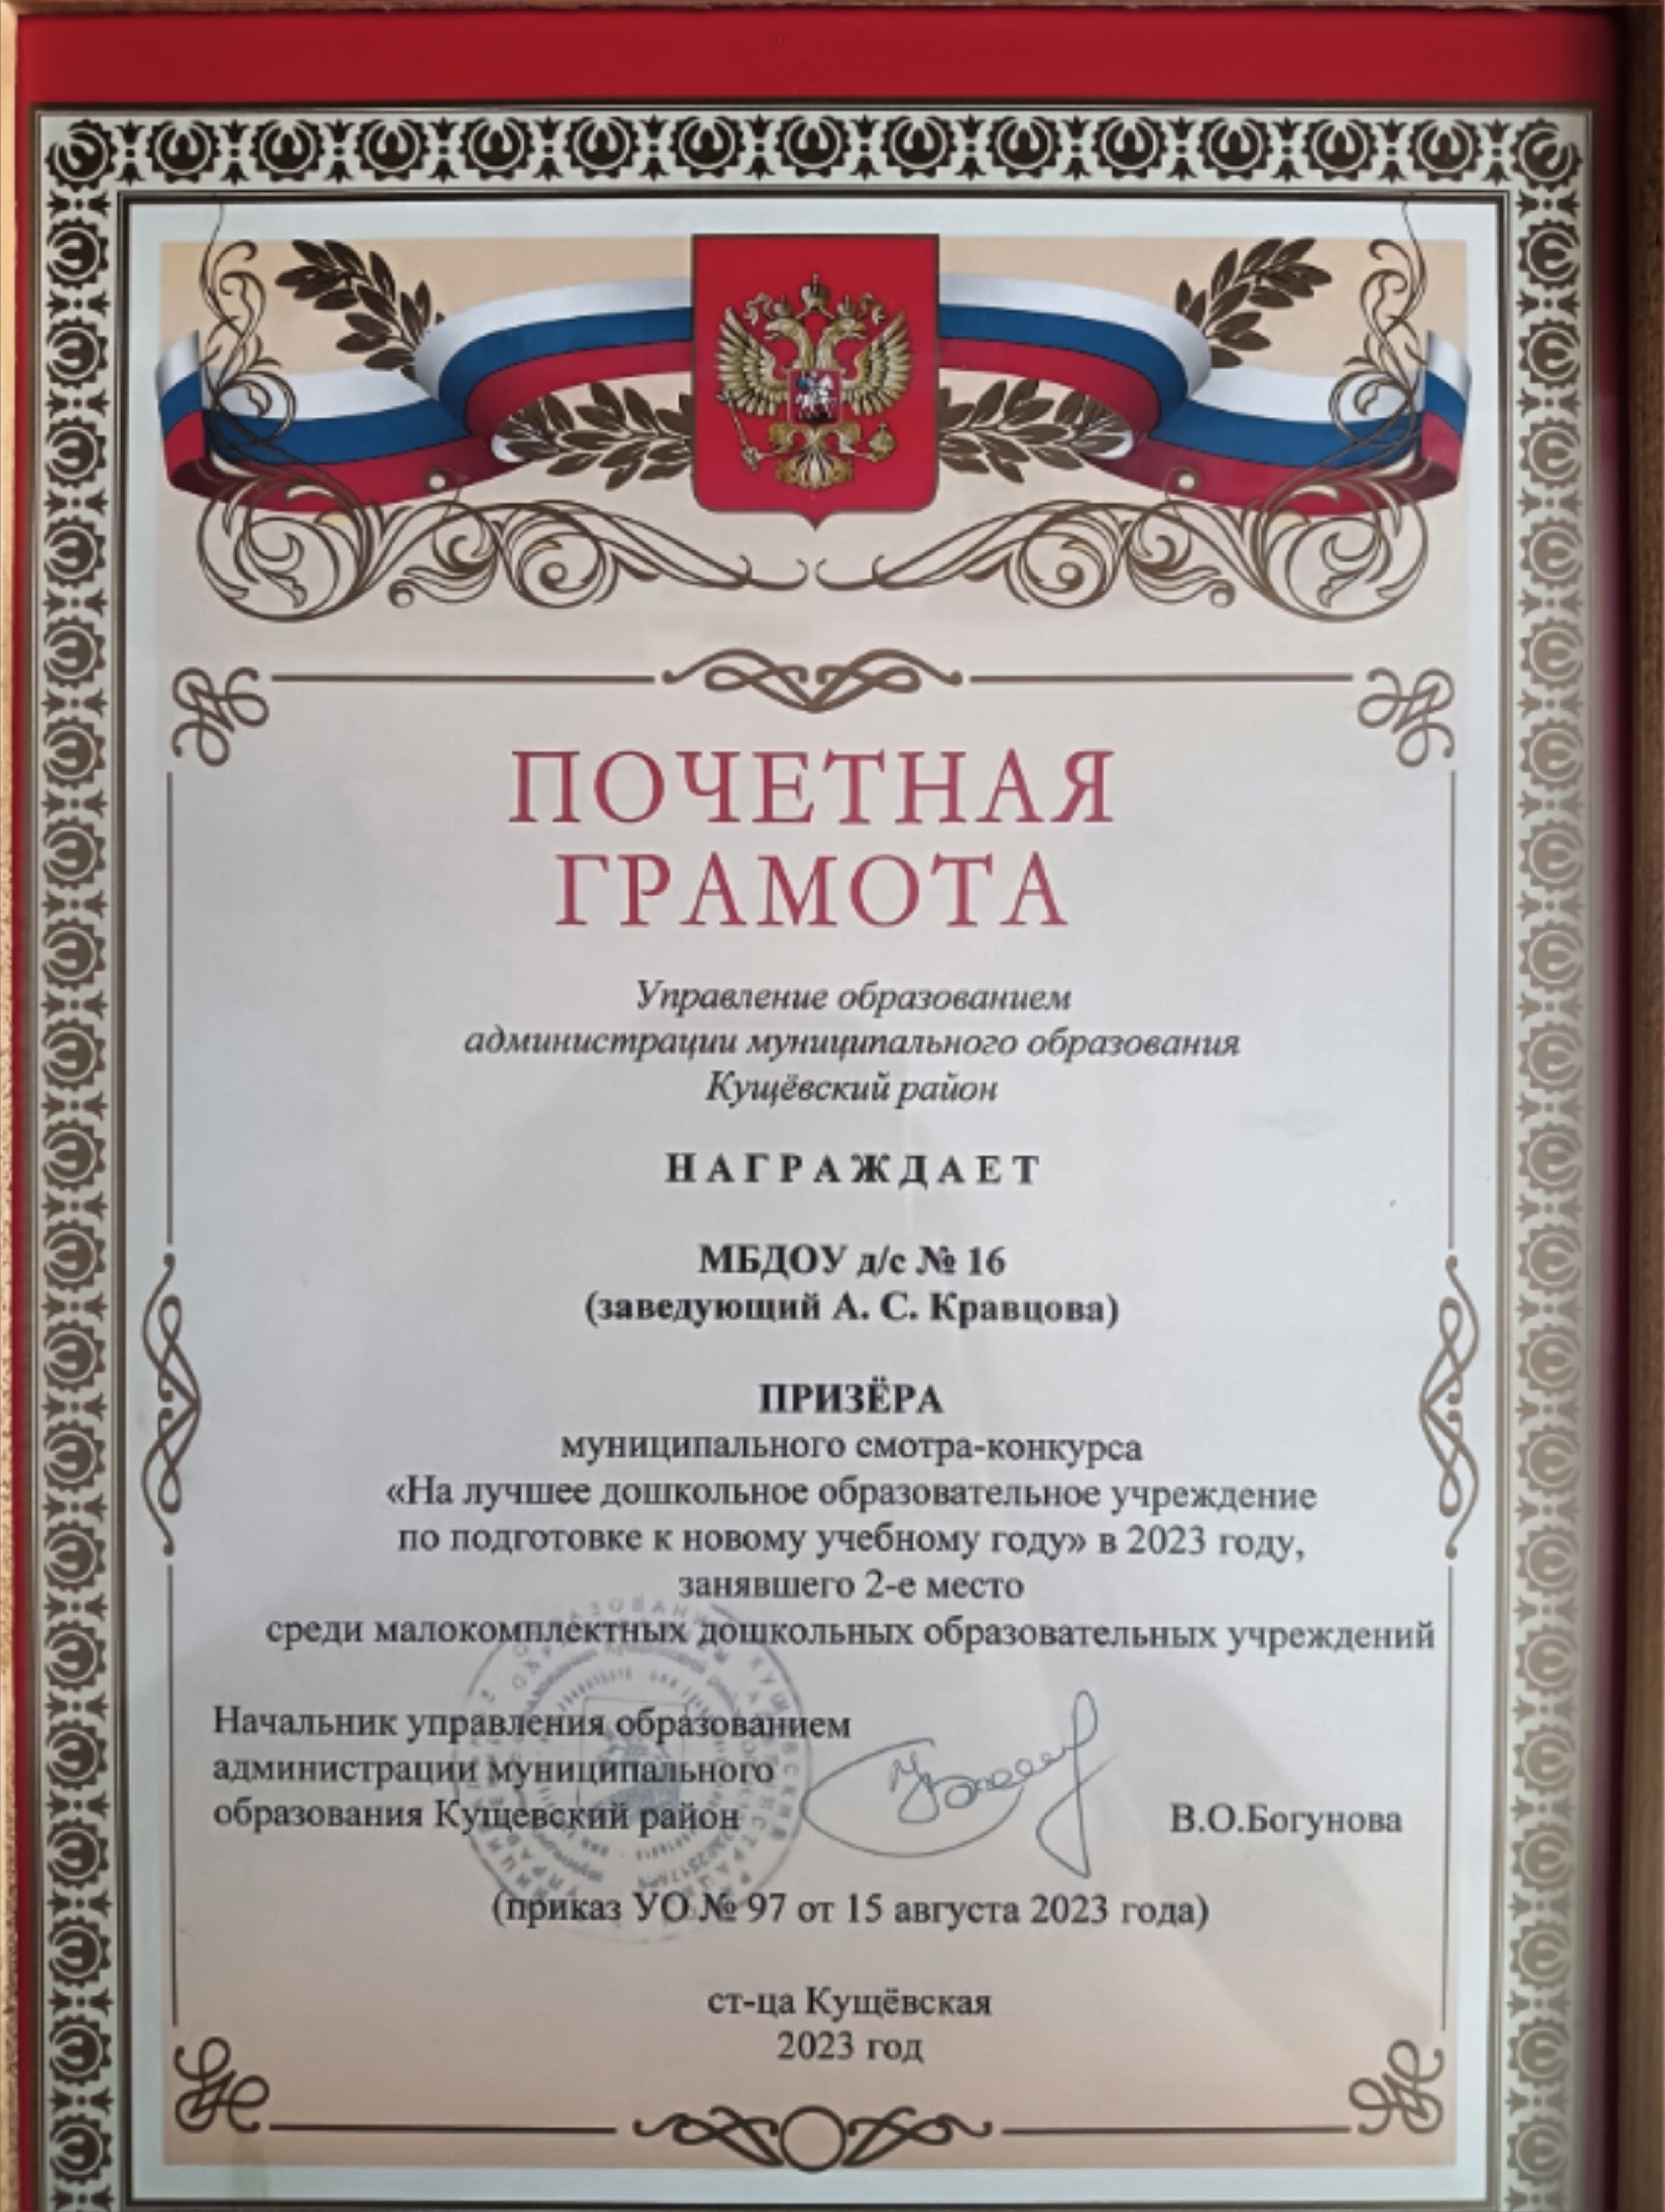 ПОЧЕТНАЯ
ГРАМОТА
Управление образованием
администрации муниципального образования
Кущёвский район
НАГРАЖДАЕТ
МБДОУ д/с № 16
(заведующий А. С. Кравцова)
ПРИЗЁРА
муниципального смотра-конкурса
«На лучшее дошкольное образовательное учреждение
по подготовке к новому учебному году» в 2023 году,
занявшего 2-е место
среди малокомплектных дошкольных образовательных учреждений
Начальник управления образованием
администрации муниципального
образования Кущевский район
В.О.Богунова
(приказ УО № 97 от 15 августа 2023 года)
ст-ца Кущёвская
2023 год